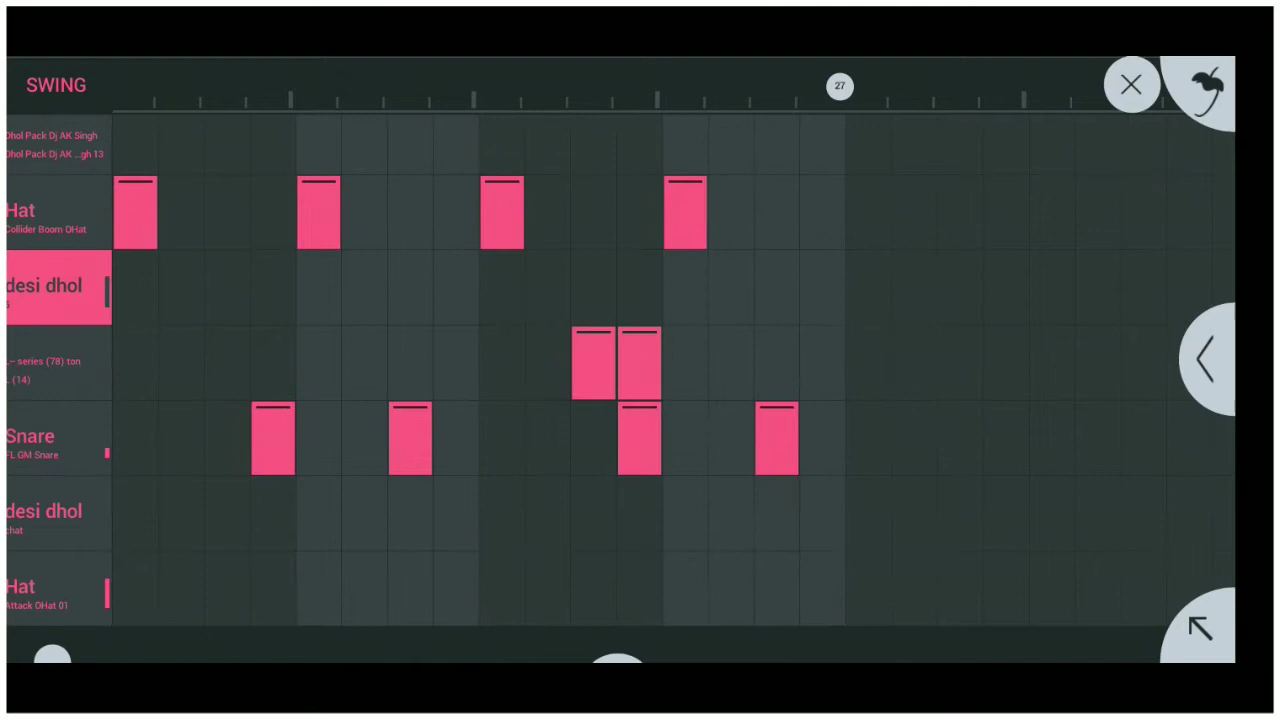 SWING
27
Dhol Pack Dj AK Singh
Dhol Pack Dj AK ...gh 13
Hat
Collider Boom OHat
desi dhol
L-- series (78) ton
(14)
Snare
FL GM Snare
desi dhol
chat
Hat
Attack OHat 01